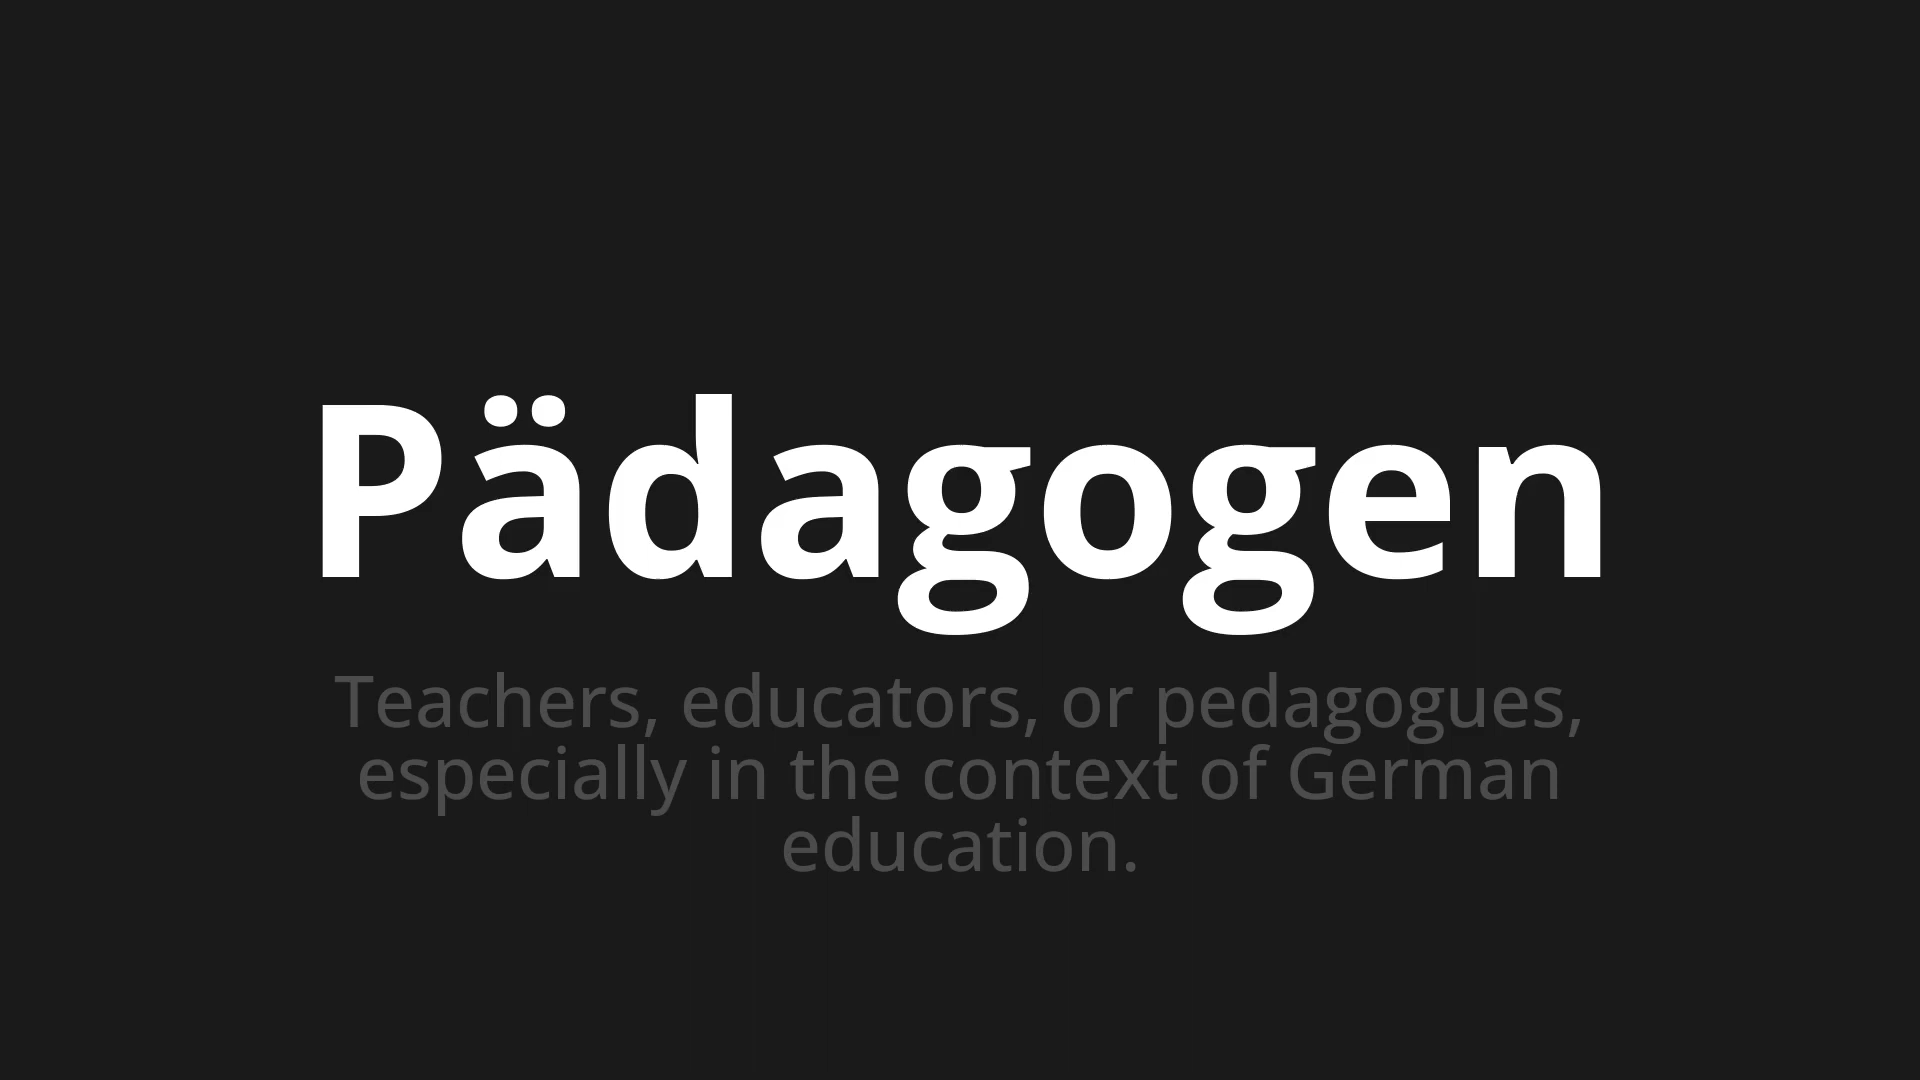 Pädagogen
Teachers, educators, or pedagogues,
especially in the context of German
education.